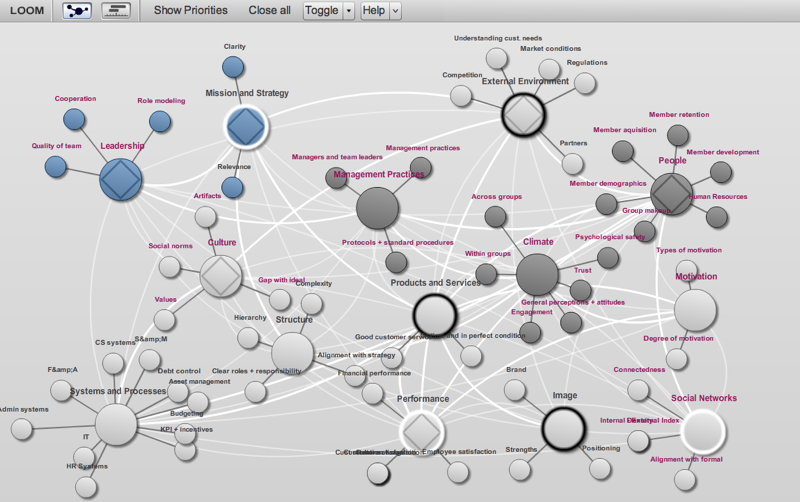 LOOM
Show Priorities
Close all
Toggle
Help
Clarity
Understanding cust. needs
Market conditions
Regulations
External Environment
Competition
Mission and Strategy
Cooperation
Role modeling
Member retention
Member aquisition
Leadership
Quality of team
Management practices
Managers and team leaders
Management Practices
Partners
Member development
People
Relevance
Member demographics
Artifacts
Across groups
Human Resources
Group makeup
Culture
Social norms
Protocols + standard procedures
Climate
Psychological safety
Within groups
Types of motivation
Trust
Motivation
Gap with ideal
Complexity
Products and Services
Values
General perceptions + attitudes
Engagement
Hierarchy
Structure
Good customer service
and in perfect condition
Degree of motivation
CS systems
S&amp;M
Alignment with strategy
Clear roles + responsibility
Debt control
Financial performance
Brand
Connectedness
F&amp;A
Asset management
Systems and Processes
Performance
Image
Social Networks
Admin systems
Budgeting
KPI + incentives
Internal
External Index
IT
Employee satisfaction
Strengths
Positioning
Alignment with formal
HR Systems